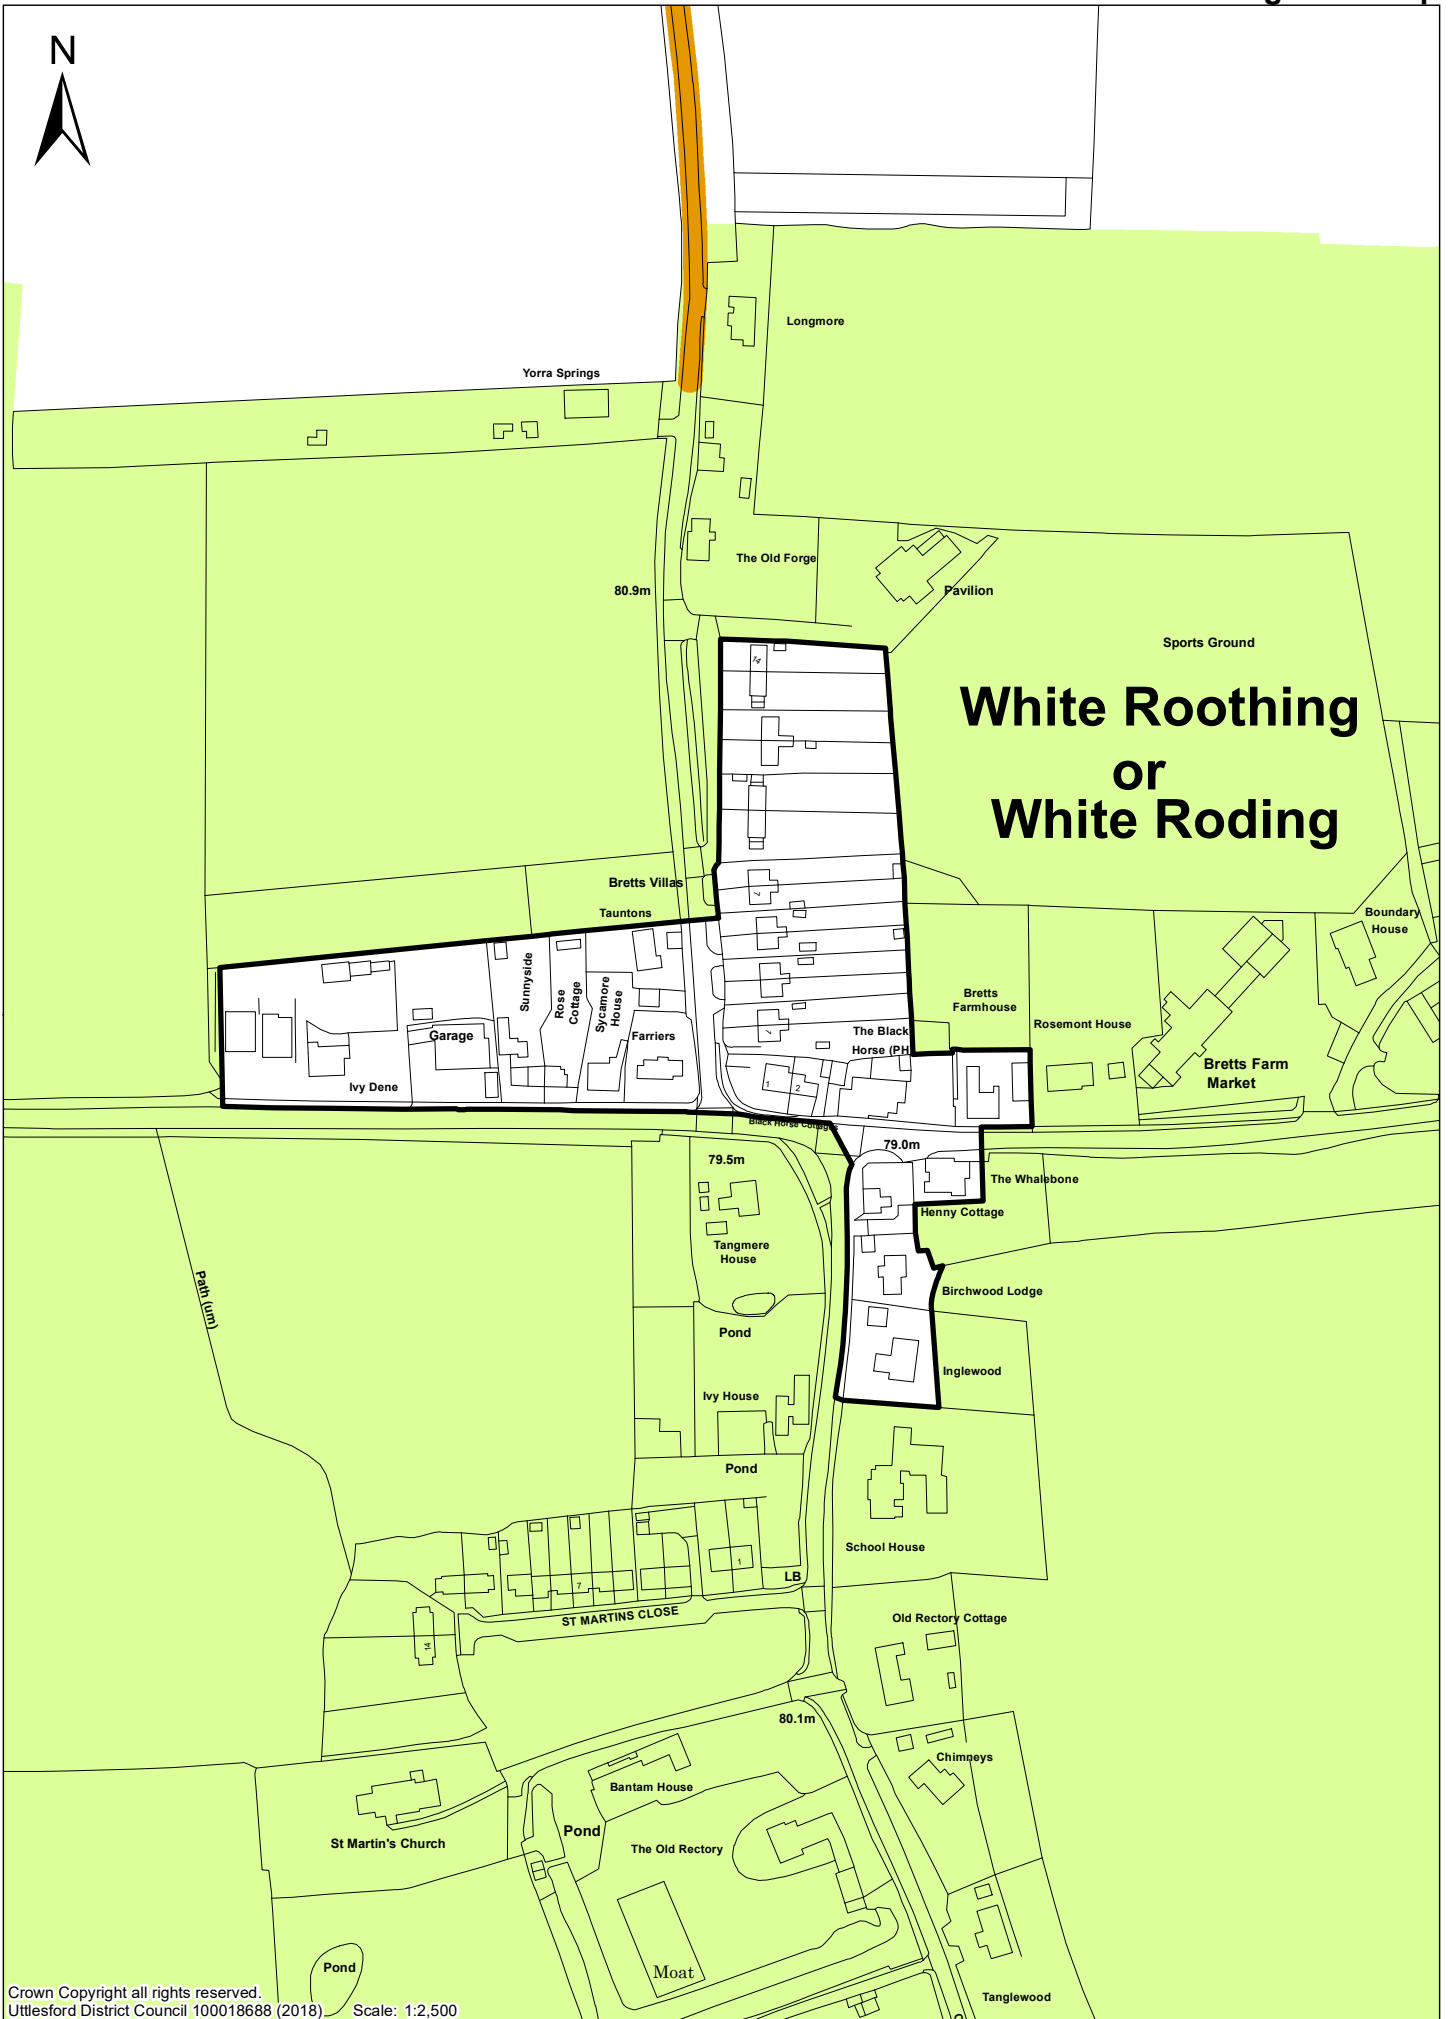 N
Longmore
Yorra Springs
The Old Forge
80.9m
Pavilion
Sports Ground
White Roothing
or
White Roding
14
Bretts Villas
7
Tauntons
Boundary
House
Sunnyside
Rose
Cottage
Sycamore
House
Bretts
Farmhouse
Rosemont House
Garage
Farriers
1
The Black
Horse (PH
Bretts Farm
Market
Ivy Dene
1
2
Black Horse Cottages
79.0m
79.5m
The Whalebone
Henny Cottage
Tangmere
House
Path (um)
Birchwood Lodge
Pond
Inglewood
Ivy House
Pond
School House
1
7
LB
ST MARTINS CLOSE
Old Rectory Cottage
14
80.1m
Chimneys
Bantam House
Pond
St Martin's Church
The Old Rectory
Pond
Moat
Tanglewood
Crown Copyright all rights reserved.
Uttlesford District Council 100018688 (2018) Scale: 1:2,500